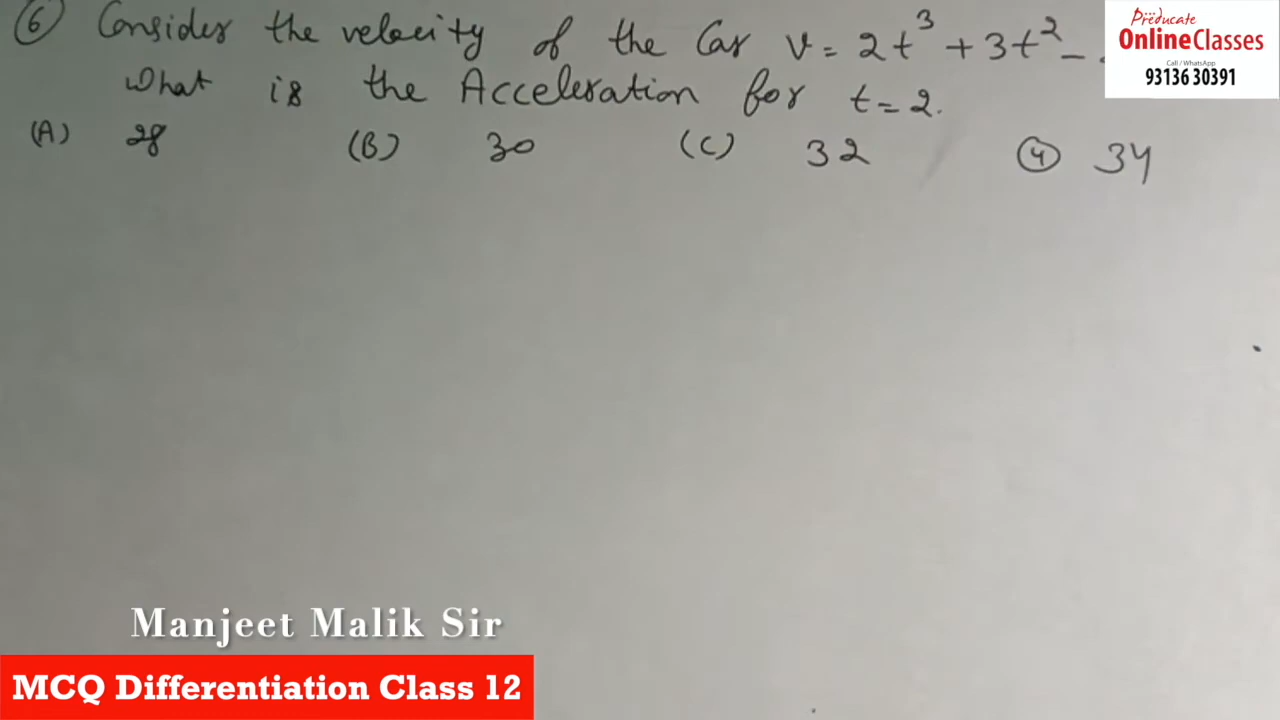 6 Consider the velocity of the Car v = 2t³ + 3t² -
What is the Acceleration for t = 2.
(A) 28 (B) 30 (C) 32 4 34
Prëducate
OnlineClasses
Call / WhatsApp
93136 30391
Manjeet Malik Sir
MCQ Differentiation Class 12